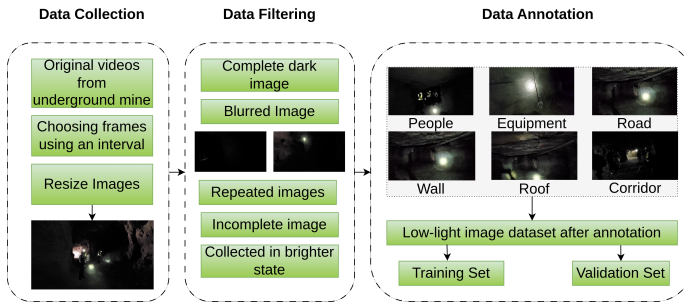 Data Collection
Original videos
from
underground mine
Choosing frames
using an interval
Resize Images
Data Filtering
Complete dark
image
Blurred Image
Repeated images
Incomplete image
Collected in brighter
state
Data Annotation
People
Equipment
Road
Wall
Roof
Corridor
Low-light image dataset after annotation
Training Set
Validation Set